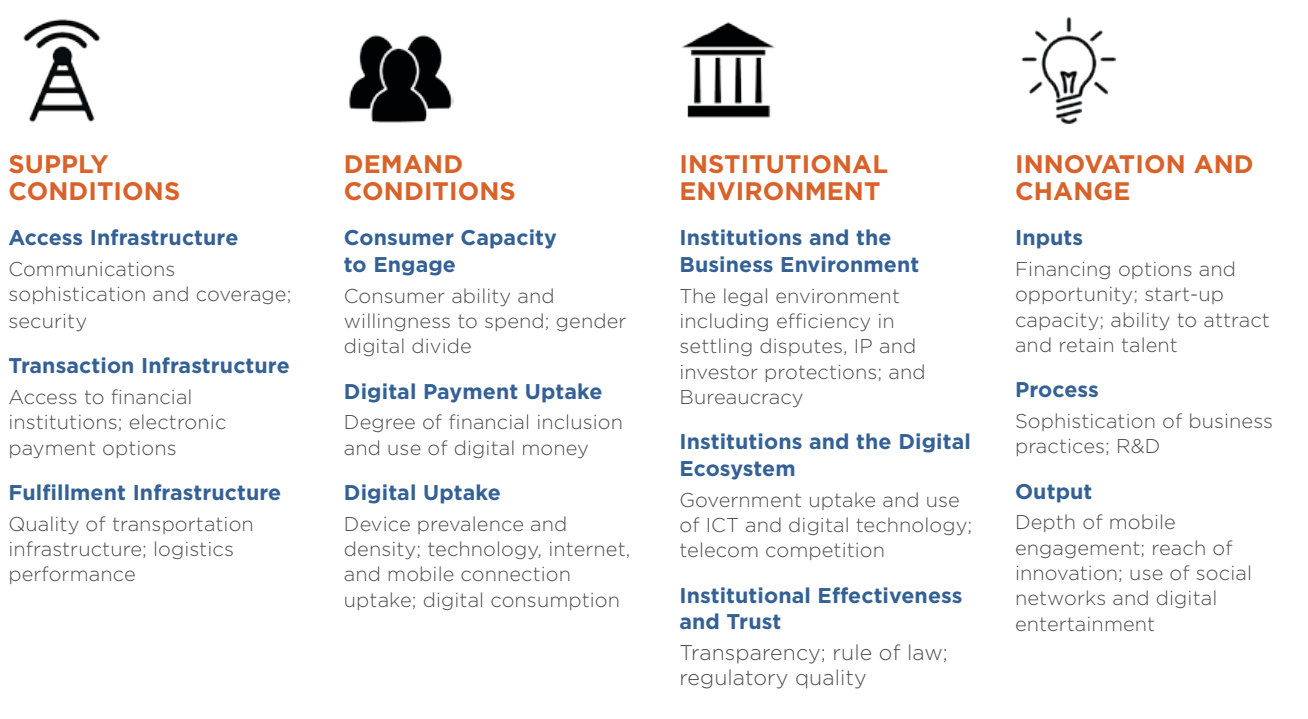 SUPPLY
CONDITIONS
Access Infrastructure
Communications
sophistication and coverage;
security
Transaction Infrastructure
Access to financial
institutions; electronic
payment options
Fulfillment Infrastructure
Quality of transportation
infrastructure; logistics
performance
DEMAND
CONDITIONS
Consumer Capacity
to Engage
Consumer ability and
willingness to spend; gender
digital divide
Digital Payment Uptake
Degree of financial inclusion
and use of digital money
Digital Uptake
Device prevalence and
density; technology, internet,
and mobile connection
uptake; digital consumption
INSTITUTIONAL
ENVIRONMENT
Institutions and the
Business Environment
The legal environment
including efficiency in
settling disputes, IP and
investor protections; and
Bureaucracy
Institutions and the Digital
Ecosystem
Government uptake and use
of ICT and digital technology;
telecom competition
Institutional Effectiveness
and Trust
Transparency; rule of law;
regulatory quality
INNOVATION AND
CHANGE
Inputs
Financing options and
opportunity; start-up
capacity; ability to attract
and retain talent
Process
Sophistication of business
practices; R&D
Output
Depth of mobile
engagement; reach of
innovation; use of social
networks and digital
entertainment